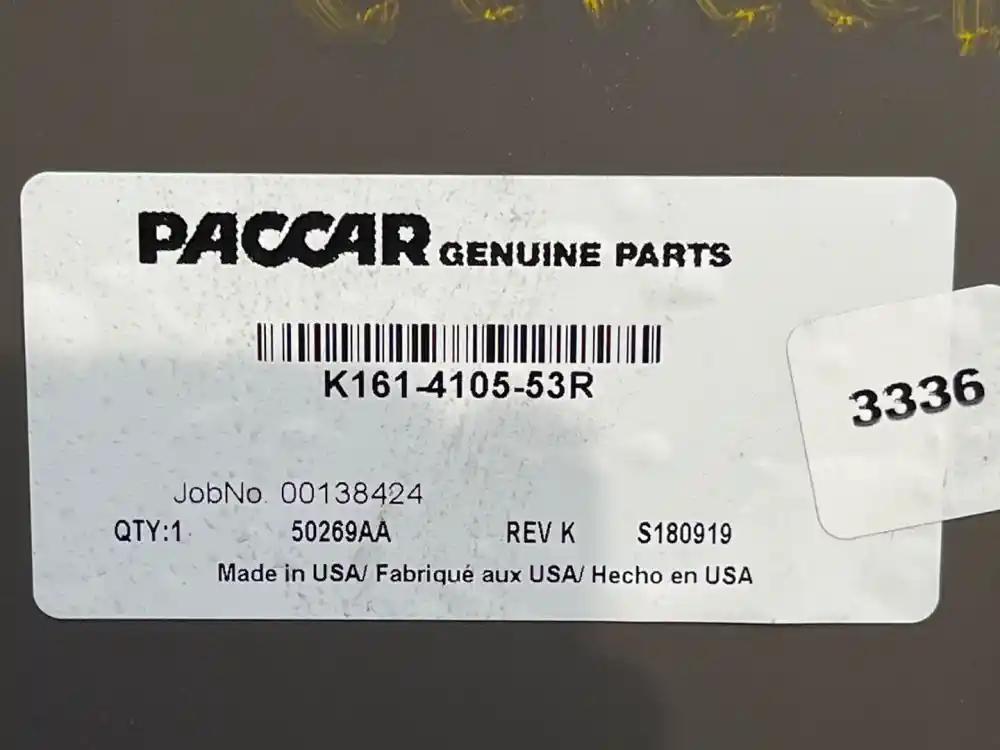 PACCAR GENUINE PARTS
K161-4105-53R
3336
JobNo. 00138424
QTY:1 50269AA REV K S180919
Made in USA/ Fabriqué aux USA/ Hecho en USA